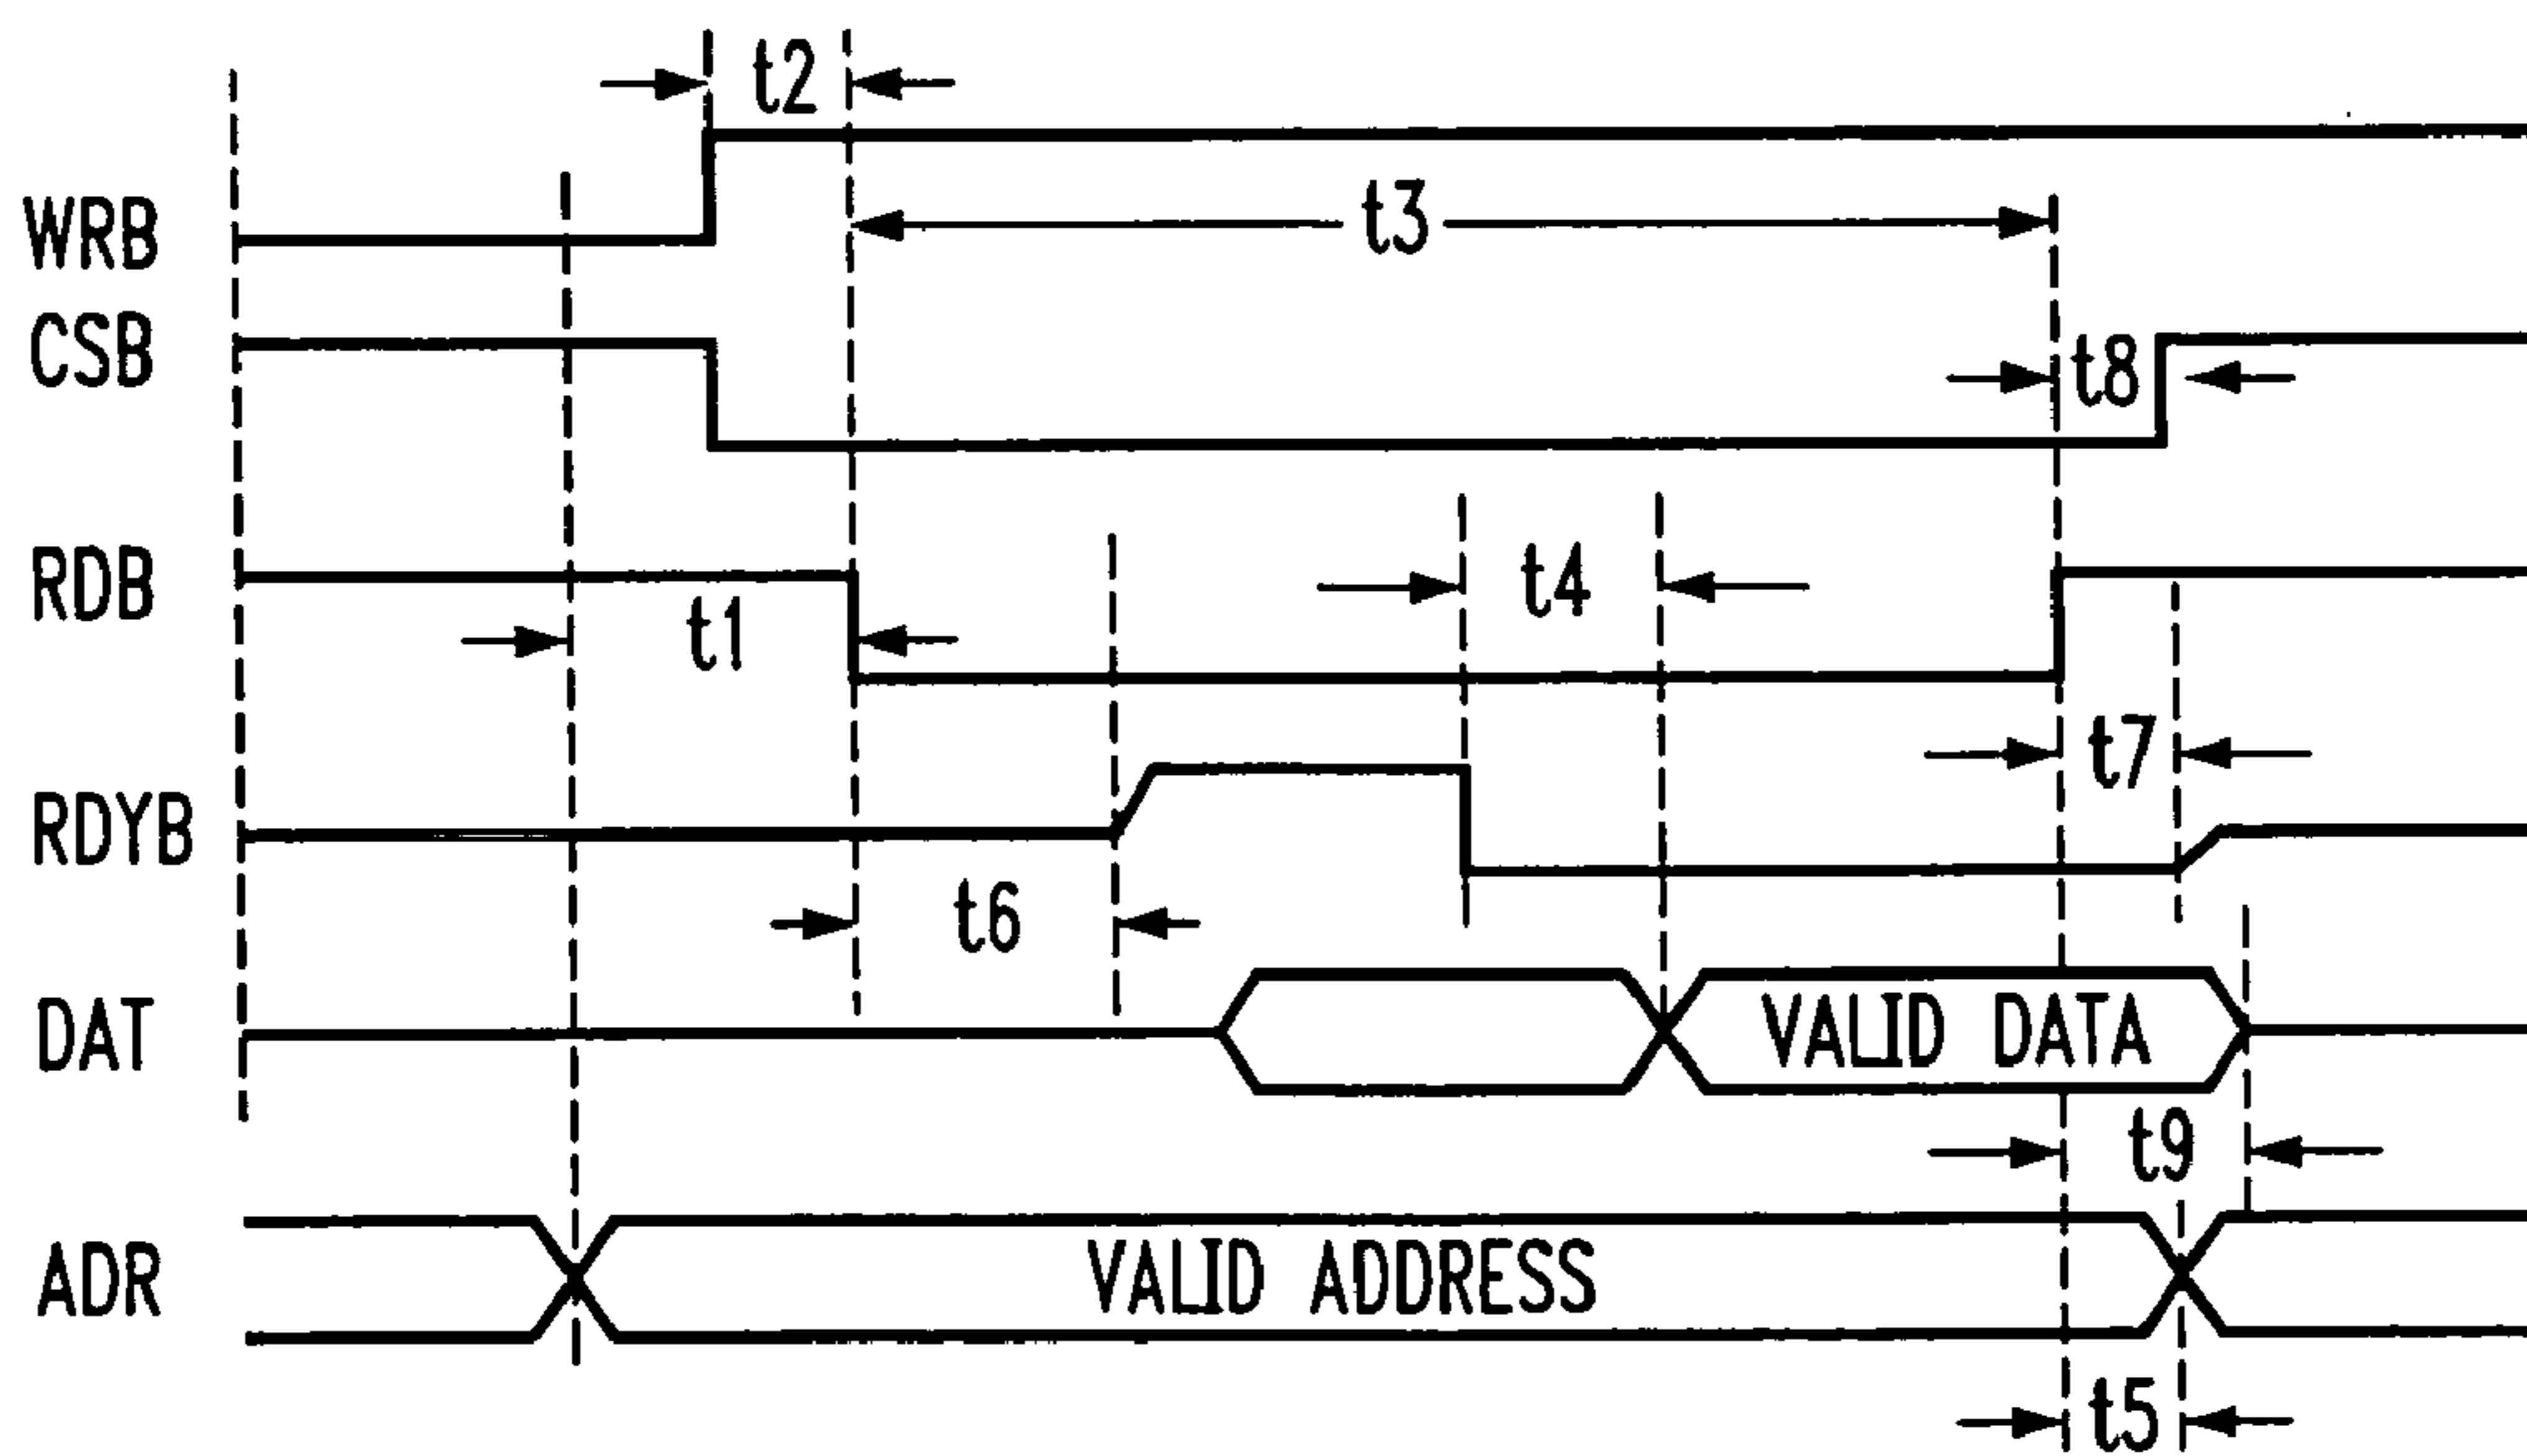 t2
WRB
t3
CSB
t8
RDB
t4
t1
t7
RDYB
t6
DAT
VALID DATA
t9
ADR
VALID ADDRESS
t5